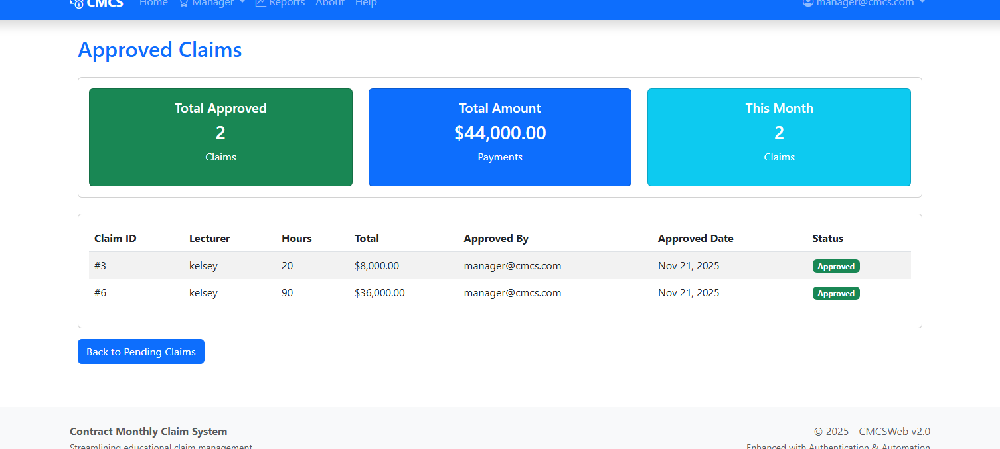 CMCS Home Manager Reports About Help manager@cmcs.com
Approved Claims
Total Approved
2
Claims
Total Amount
$44,000.00
Payments
This Month
2
Claims
Claim ID Lecturer Hours Total Approved By Approved Date Status
#3 kelsey 20 $8,000.00 manager@cmcs.com Nov 21, 2025 Approved
#6 kelsey 90 $36,000.00 manager@cmcs.com Nov 21, 2025 Approved
Back to Pending Claims
Contract Monthly Claim System
Streamlining educational claim management
© 2025 - CMCSWeb v2.0
Enhanced with Authentication & Automation